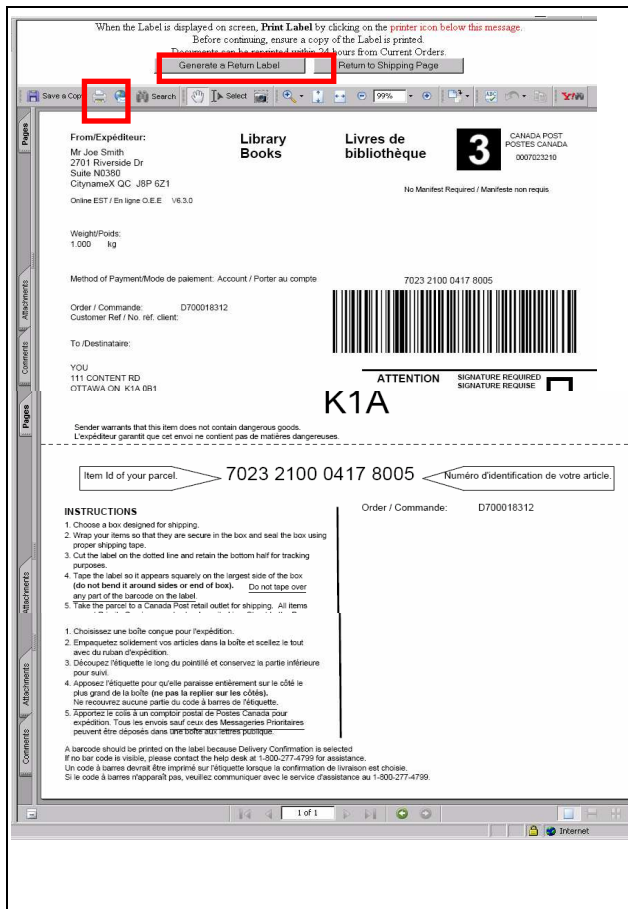 When the Label is displayed on screen, Print Label by clicking on the printer icon below this message.
Before continuing, ensure a copy of the Label is printed.
Documents can be reprinted within 24 hours from Current Orders.
Generate a Return Label
Return to Shipping Page
Save a Copy
Search
Select
99%
Pages
From/Expéditeur:
Mr Joe Smith
2701 Riverside Dr
Suite N0380
CitynameX QC J8P 6Z1
Online EST / En ligne O.E.E V6.3.0
Library Books
Livres de bibliothèque
3
CANADA POST
POSTES CANADA
0007023210
No Manifest Required / Manifeste non requis
Weight/Poids:
1.000 kg
Method of Payment/Mode de paiement: Account / Porter au compte
7023 2100 0417 8005
Order / Commande: D700018312
Customer Ref / No. réf. client:
To /Destinataire:
YOU
111 CONTENT RD
OTTAWA ON K1A 0B1
ATTENTION
SIGNATURE REQUIRED
SIGNATURE REQUISE
K1A
Attachments
Comments
Pages
Sender warrants that this item does not contain dangerous goods.
L'expéditeur garantit que cet envoi ne contient pas de matières dangereuses.
Item Id of your parcel.
7023 2100 0417 8005
Numéro d'identification de votre article.
Order / Commande: D700018312
INSTRUCTIONS
1. Choose a box designed for shipping.
2. Wrap your items so that they are secure in the box and seal the box using
proper shipping tape.
3. Cut the label on the dotted line and retain the bottom half for tracking
purposes.
4. Tape the label so it appears squarely on the largest side of the box
(do not bend it around sides or end of box). Do not tape over
any part of the barcode on the label.
5. Take the parcel to a Canada Post retail outlet for shipping. All items
1. Choisissez une boîte conçue pour l'expédition.
2. Empaquetez solidement vos articles dans la boîte et scellez le tout
avec du ruban d'expédition.
3. Découpez l'étiquette le long du pointillé et conservez la partie inférieure
pour suivi.
4. Apposez l'étiquette pour qu'elle paraisse entièrement sur le côté le
plus grand de la boîte (ne pas la replier sur les côtés).
Ne recouvrez aucune partie du code à barres de l'étiquette.
5. Apportez le colis à un comptoir postal de Postes Canada pour
expédition. Tous les envois sauf ceux des Messageries Prioritaires
peuvent être déposés dans une boîte aux lettres publique.
A barcode should be printed on the label because Delivery Confirmation is selected
If no bar code is visible, please contact the help desk at 1-800-277-4799 for assistance.
Un code à barres devrait être imprimé sur l'étiquette lorsque la confirmation de livraison est choisie.
Si le code à barres n'apparaît pas, veuillez communiquer avec le service d'assistance au 1-800-277-4799.
Attachments
Attachments
Comments
1 of 1
Internet